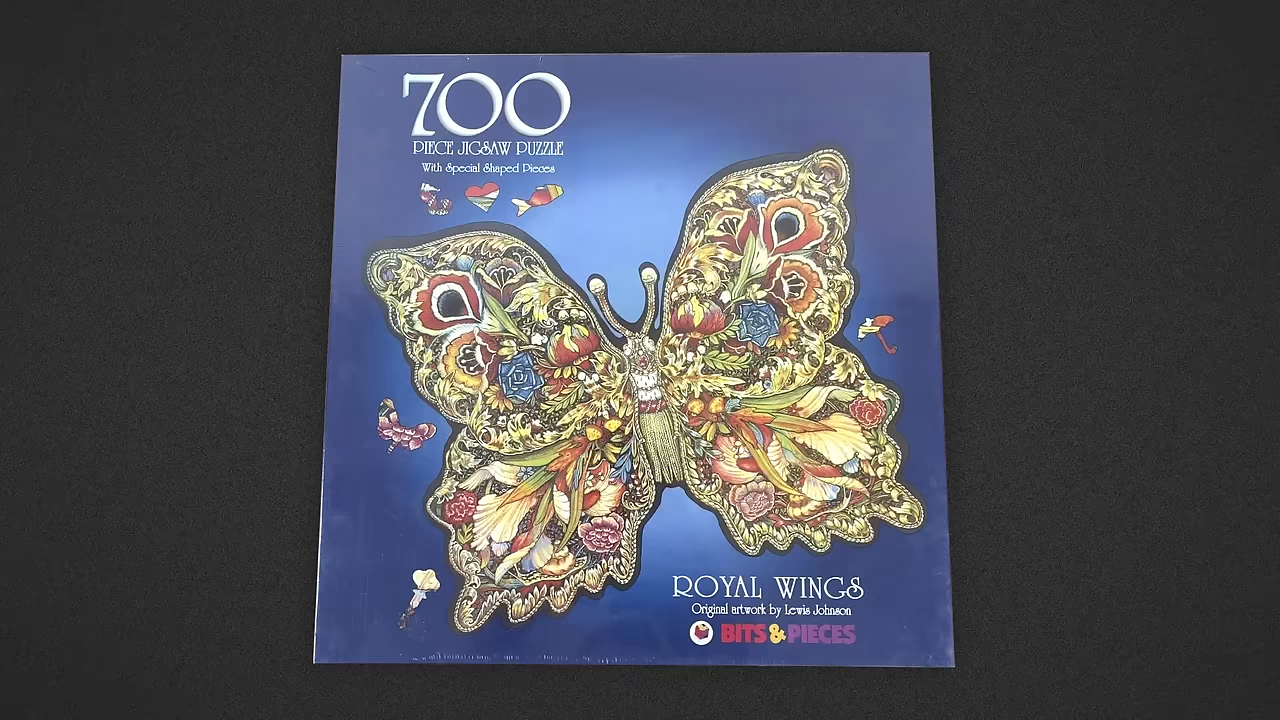 700
PIECE JIGSAW PUZZLE
With Special Shaped Pieces
ROYAL WINGS
Original artwork by Lewis Johnson
BITS & PIECES